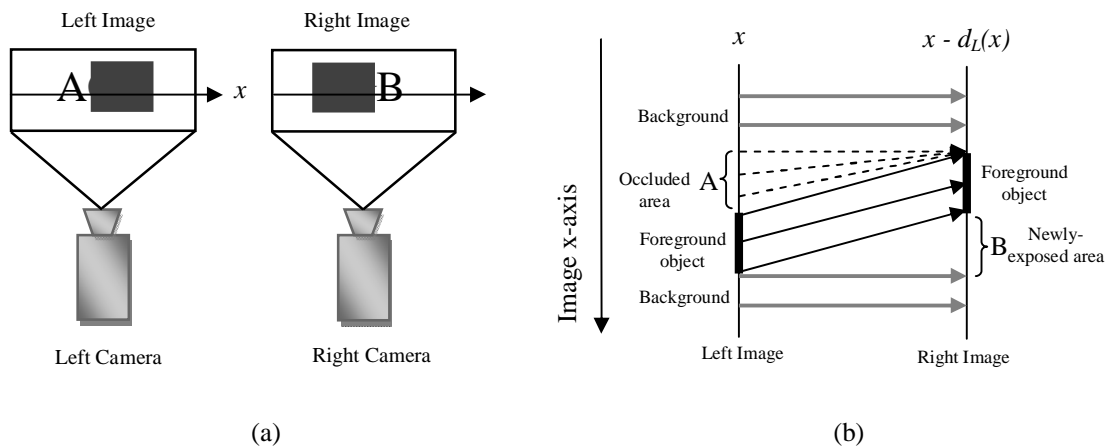 Left Image
Right Image
A
x
B
Left Camera
Right Camera
(a)
x
x - d_L(x)
Background
Occluded
area
A
Foreground
object
Foreground
object
B
Newly-
exposed area
Background
Image x-axis
Left Image
Right Image
(b)